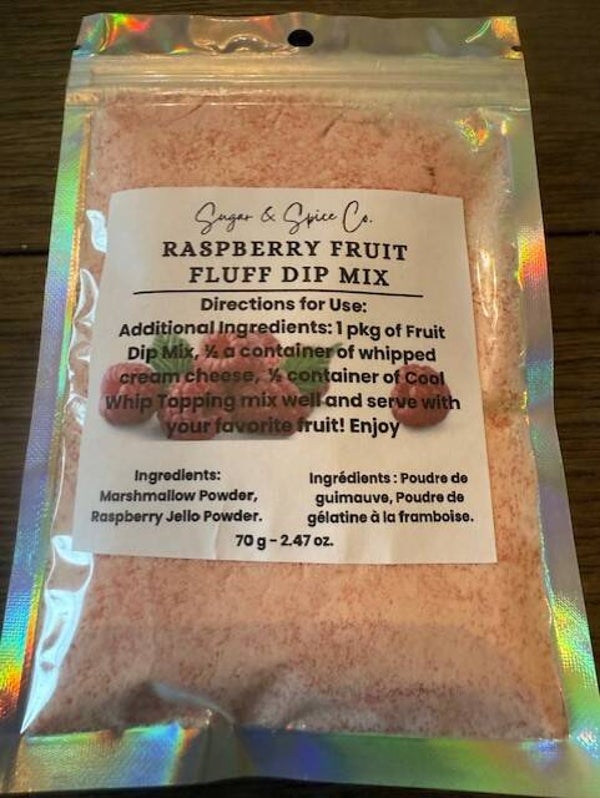 Sugar & Spice Co.
RASPBERRY FRUIT
FLUFF DIP MIX
Directions for Use:
Additional Ingredients: 1 pkg of Fruit
Dip Mix, ½ a container of whipped
cream cheese, ½ container of Cool
Whip Topping mix well and serve with
your favorite fruit! Enjoy
Ingredients:
Marshmallow Powder,
Raspberry Jello Powder.
Ingrédients : Poudre de
guimauve, Poudre de
gélatine à la framboise.
70 g - 2.47 oz.